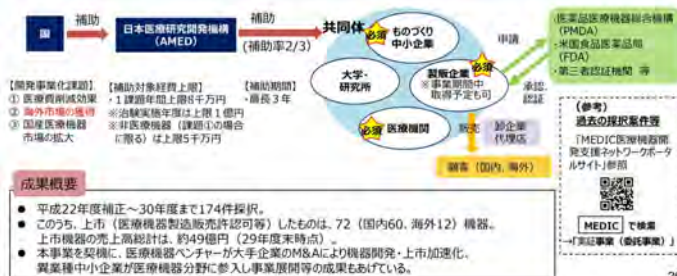 国
補助
日本医療研究開発機構
(AMED)
補助
(補助率2/3)
共同体
必須
ものづくり
中小企業
大学・
研究所
必須
製販企業
※事業期間中
取得予定も可
必須
医療機関
申請
承認、
認証
・医薬品医療機器総合機構
(PMDA)
・米国食品医薬品局
(FDA)
・第三者認証機関 等
販売
卸企業
代理店
顧客(国内、海外)
【開発事業化課題】
① 医療費削減効果
② 海外市場の獲得
③ 国産医療機器
市場の拡大
【補助対象経費上限】
・1課題年間上限8千万円
※治験実施年度は上限1億円
※非医療機器(課題①の場合
に限る)は上限5千万円
【補助期間】
・最長3年
(参考)
過去の採択案件等
「MEDIC医療機器開
発支援ネットワークポータ
ルサイト」参照
MEDIC で検索
→「実証事業(委託事業)」
成果概要
● 平成22年度補正~30年度まで174件採択。
● このうち、上市(医療機器製造販売許認可等)したものは、72(国内60、海外12)機器。
上市機器の売上高総計は、約49億円(29年度末時点)。
● 本事業を契機に、医療機器ベンチャーが大手企業のM&Aにより機器開発・上市加速化、
異業種中小企業が医療機器分野に参入し事業展開等の成果もあげている。